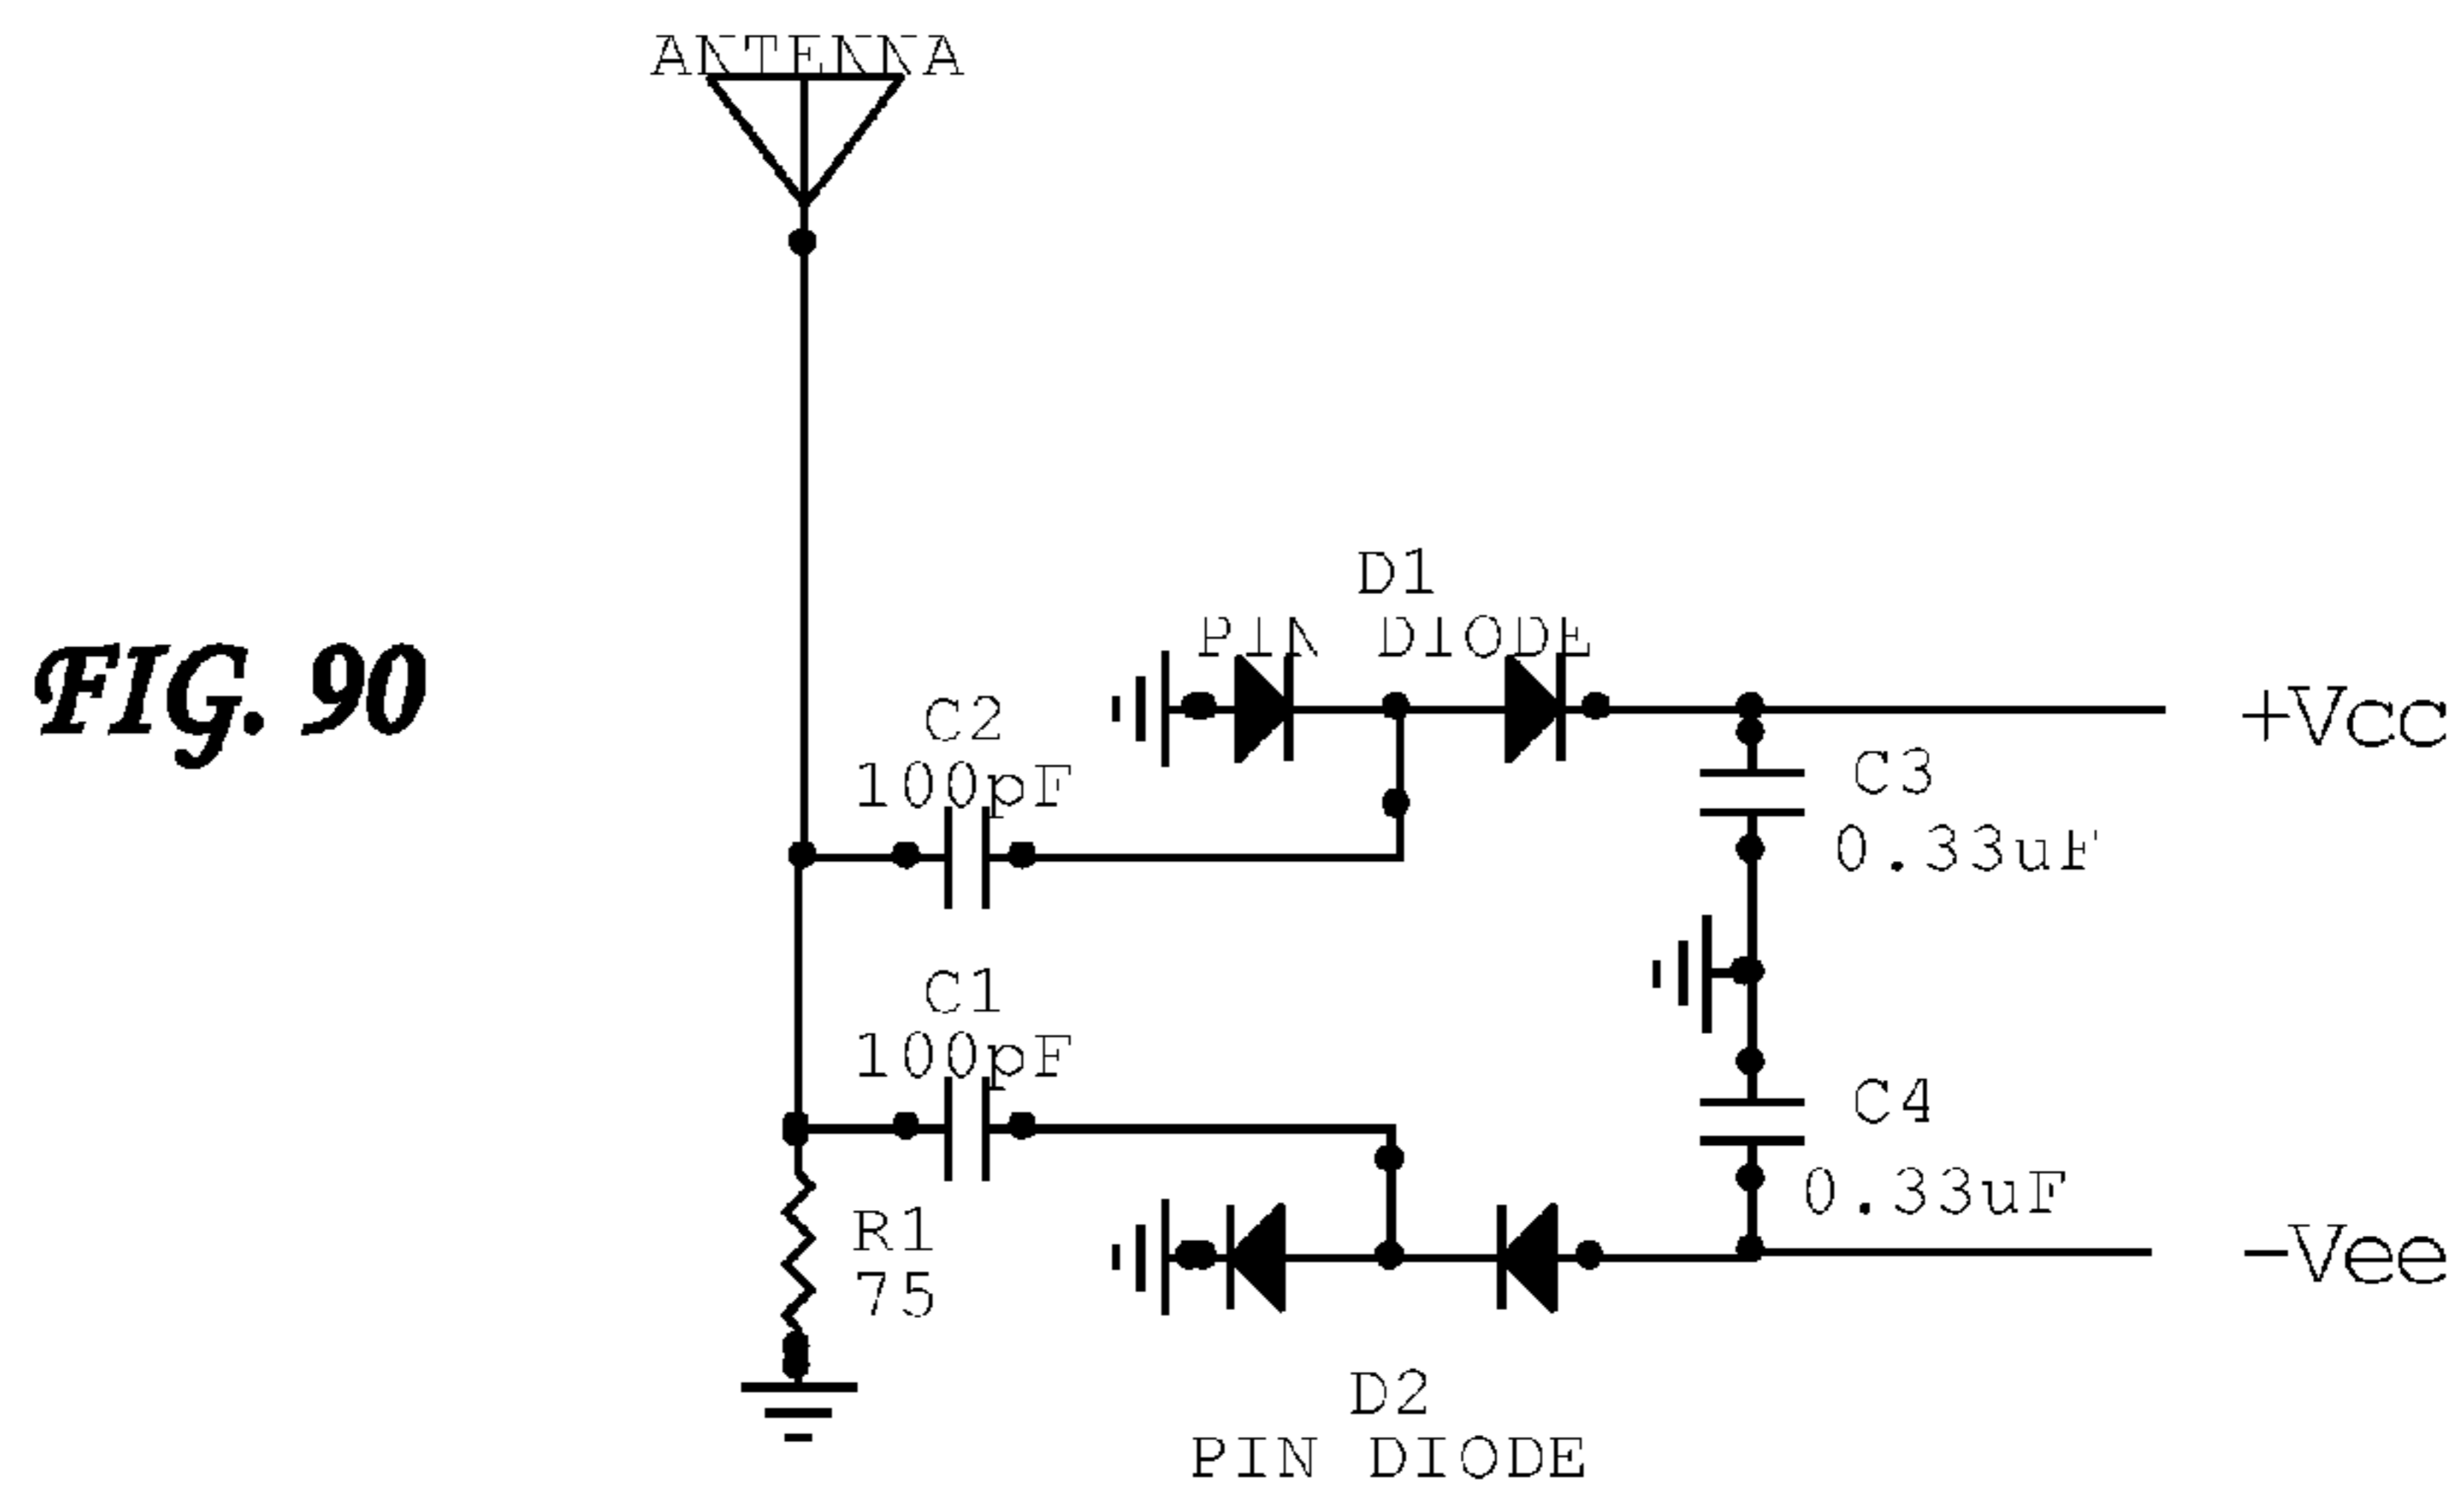 ANTENNA
FIG. 90
D1
PIN DIODE
+Vcc
C2
100pF
C3
0.33uF
C1
100pF
C4
0.33uF
R1
75
-Vee
D2
PIN DIODE